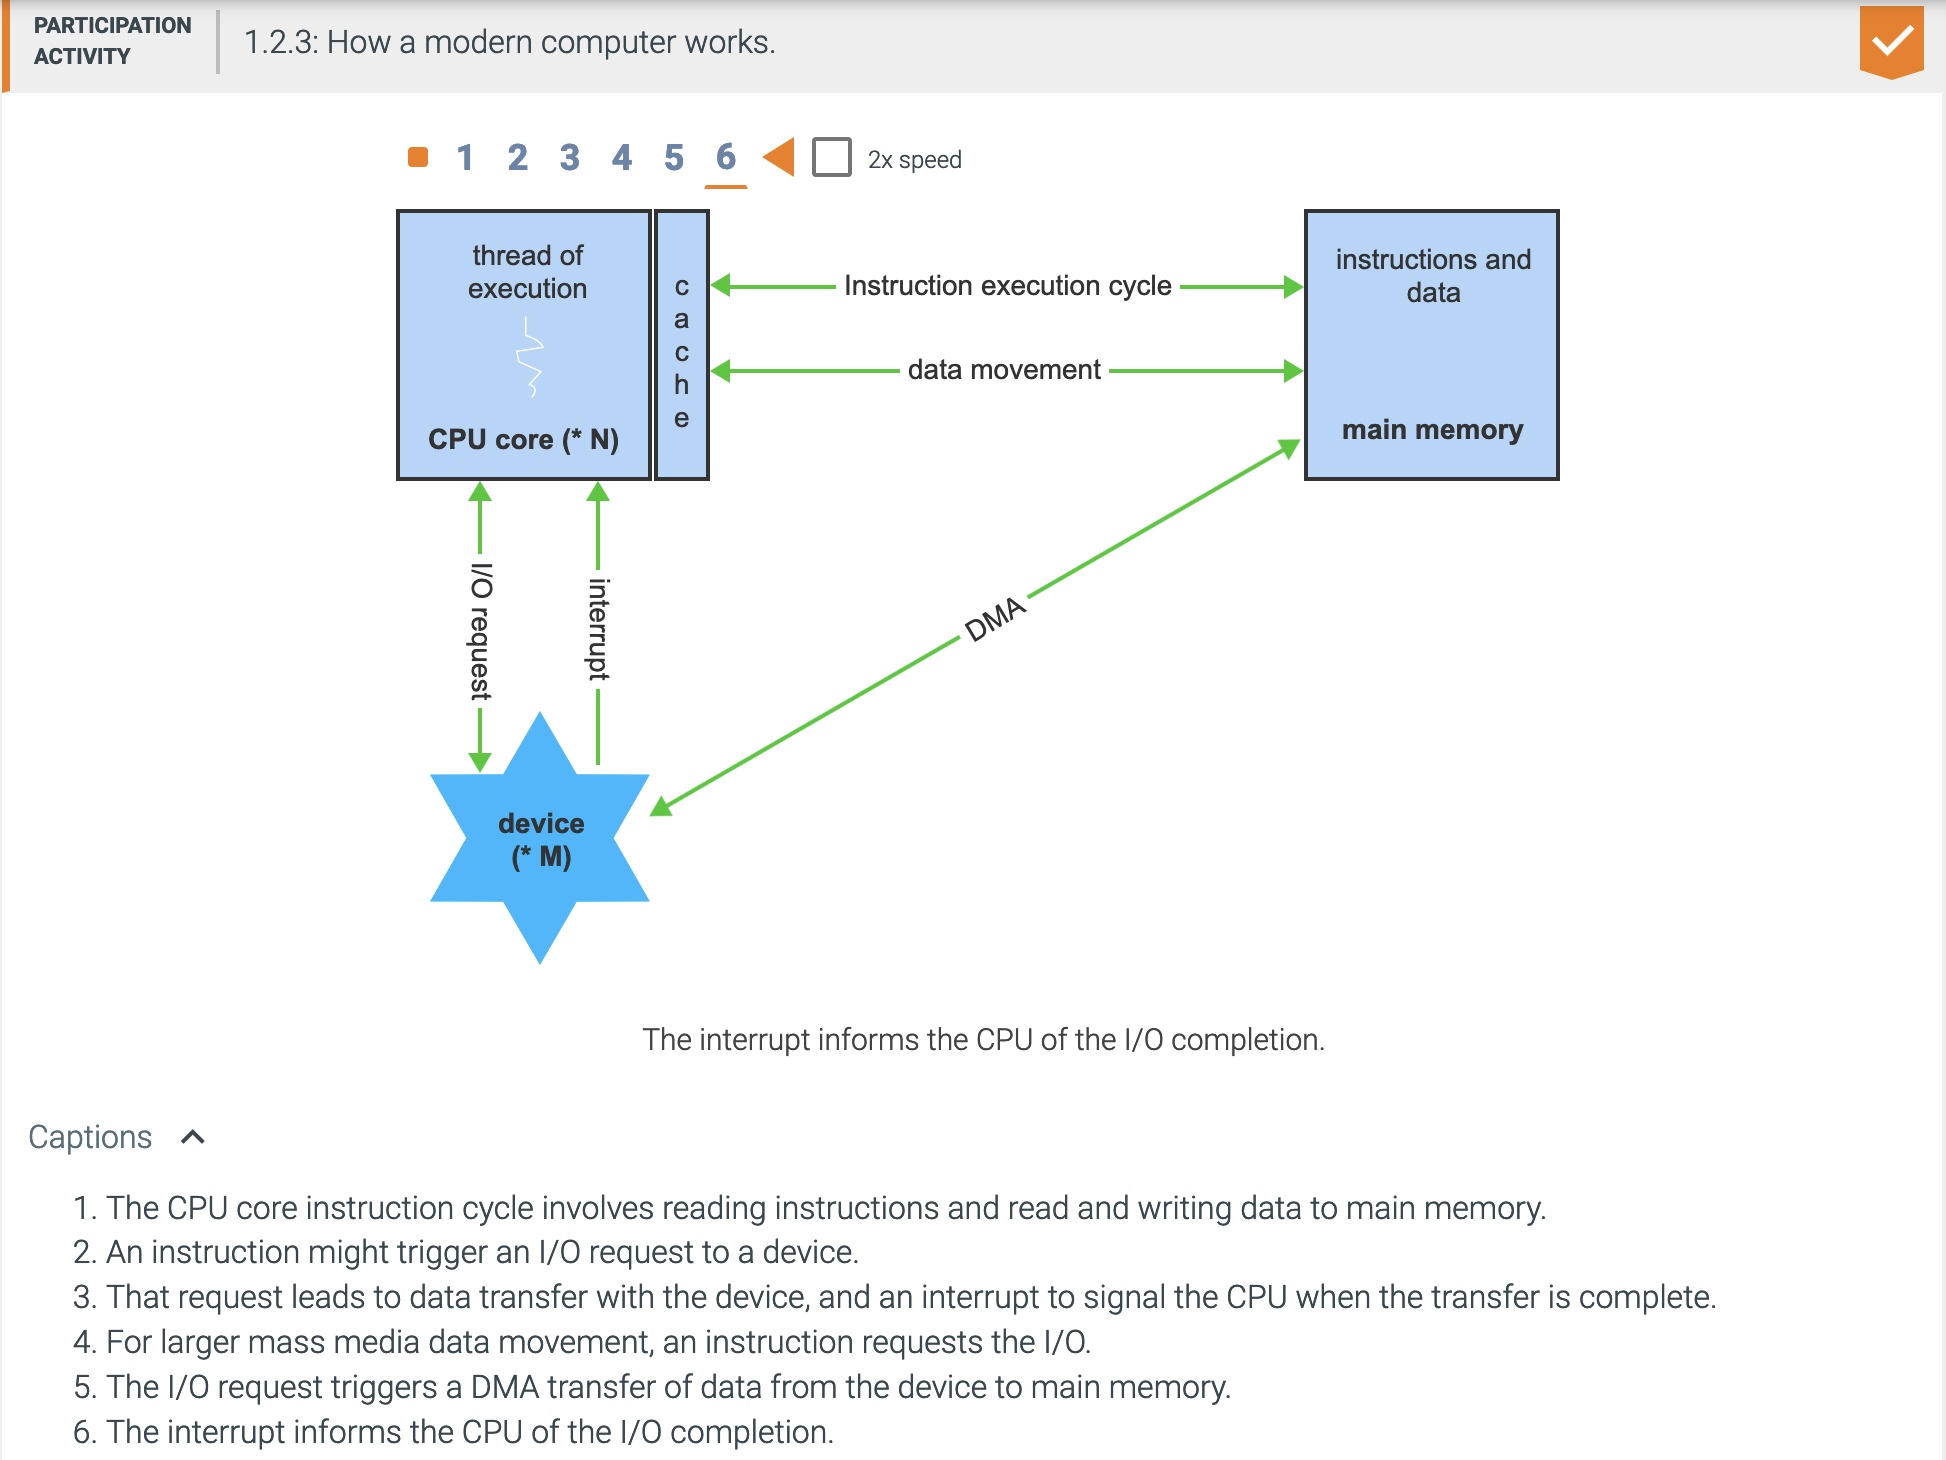 PARTICIPATION
ACTIVITY
1.2.3: How a modern computer works.
1 2 3 4 5 6
2x speed
thread of
execution
CPU core (* N)
cache
Instruction execution cycle
data movement
instructions and
data
main memory
I/O request
interrupt
DMA
device
(* M)
The interrupt informs the CPU of the I/O completion.
Captions
1. The CPU core instruction cycle involves reading instructions and read and writing data to main memory.
2. An instruction might trigger an I/O request to a device.
3. That request leads to data transfer with the device, and an interrupt to signal the CPU when the transfer is complete.
4. For larger mass media data movement, an instruction requests the I/O.
5. The I/O request triggers a DMA transfer of data from the device to main memory.
6. The interrupt informs the CPU of the I/O completion.